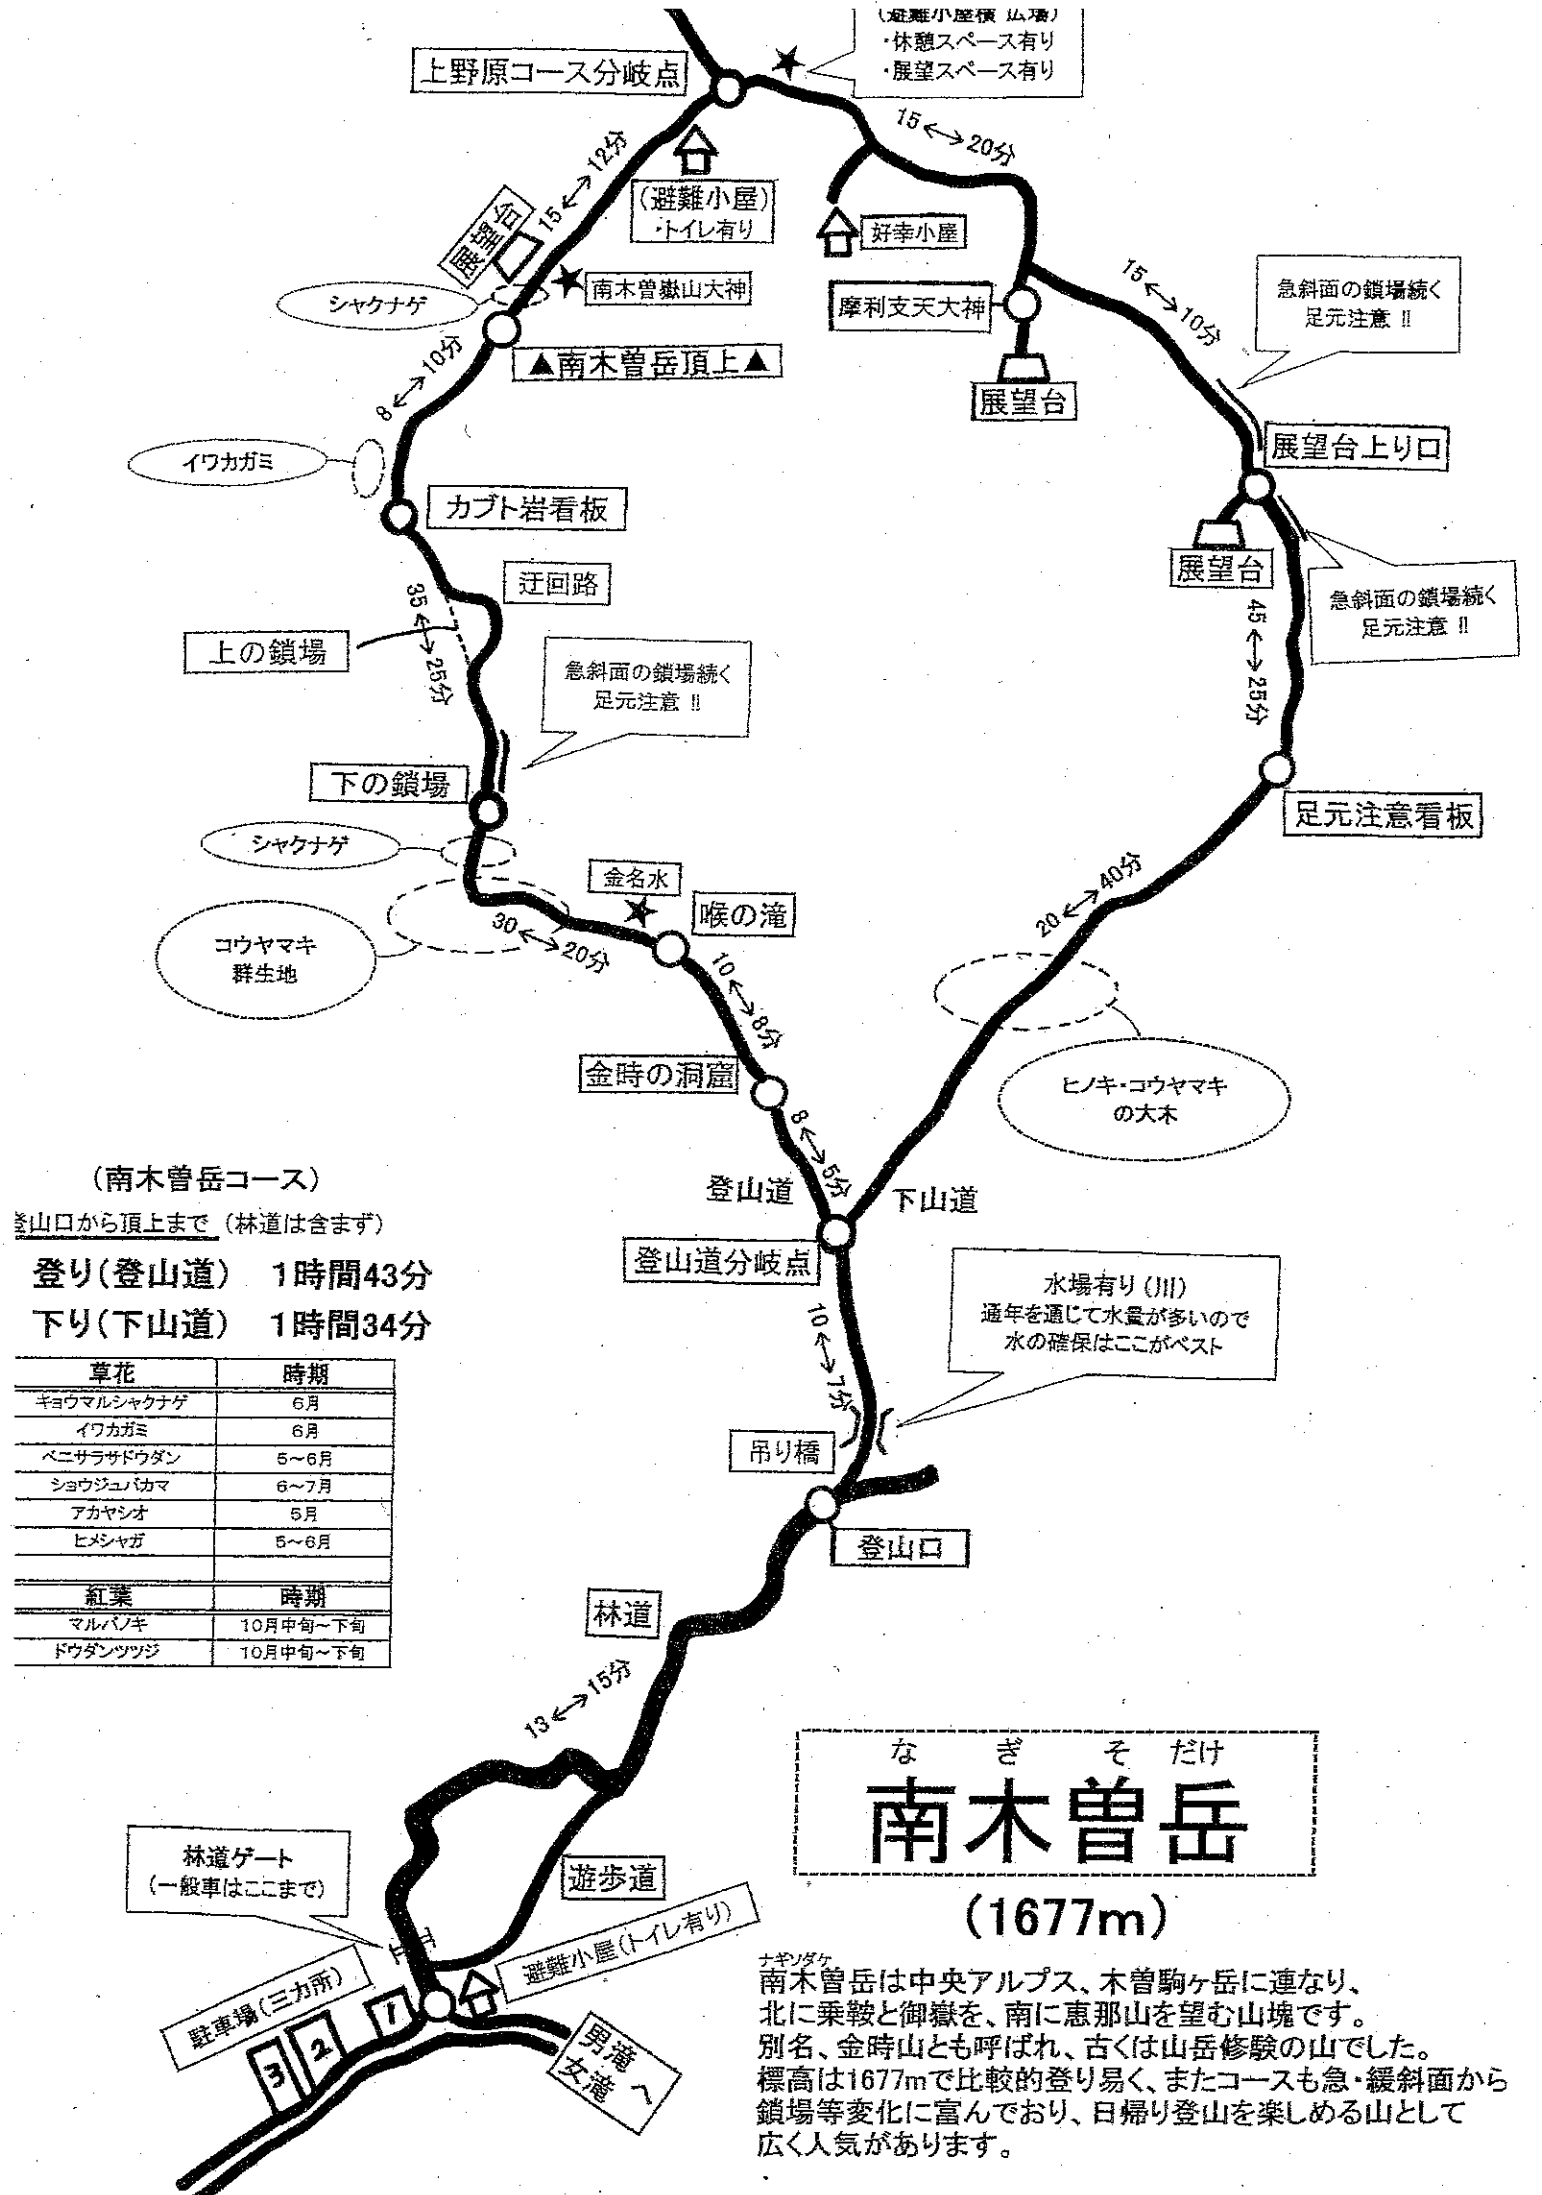 (避難小屋横 広場)
・休憩スペース有り
・展望スペース有り
上野原コース分岐点
15↔20分
15↔12分
(避難小屋)
・トイレ有り
展望台
好幸小屋
南木曽嶽山大神
シャクナゲ
摩利支天大神
15↔10分
急斜面の鎖場続く
足元注意 !!
▲南木曽岳頂上▲
展望台
8↔10分
イワカガミ
展望台上り口
カブト岩看板
展望台
迂回路
急斜面の鎖場続く
足元注意 !!
35↔25分
上の鎖場
45↔25分
急斜面の鎖場続く
足元注意 !!
下の鎖場
足元注意看板
シャクナゲ
金名水
喉の滝
20↔40分
コウヤマキ
群生地
30↔20分
10↔8分
金時の洞窟
ヒノキ・コウヤマキ
の大木
8↔5分
(南木曽岳コース)
登山口から頂上まで (林道は含まず)
登り(登山道) 1時間43分
下り(下山道) 1時間34分
登山道
下山道
登山道分岐点
水場有り(川)
通年を通じて水量が多いので
水の確保はここがベスト
10↔7分
吊り橋
登山口
草花 時期
キョウマルシャクナゲ 6月
イワカガミ 6月
ベニサラサドウダン 5~6月
ショウジュバカマ 6~7月
アカヤシオ 5月
ヒメシャガ 5~6月
紅葉 時期
マルバノキ 10月中旬~下旬
ドウダンツツジ 10月中旬~下旬
林道
13↔15分
なぎそだけ
南木曽岳
(1677m)
林道ゲート
(一般車はここまで)
遊歩道
避難小屋(トイレ有り)
駐車場(三カ所)
1
2
3
男滝
女滝 へ
ナギソダケ
南木曽岳は中央アルプス、木曽駒ヶ岳に連なり、
北に乗鞍と御嶽を、南に恵那山を望む山塊です。
別名、金時山とも呼ばれ、古くは山岳修験の山でした。
標高は1677mで比較的登り易く、またコースも急・緩斜面から
鎖場等変化に富んでおり、日帰り登山を楽しめる山として
広く人気があります。